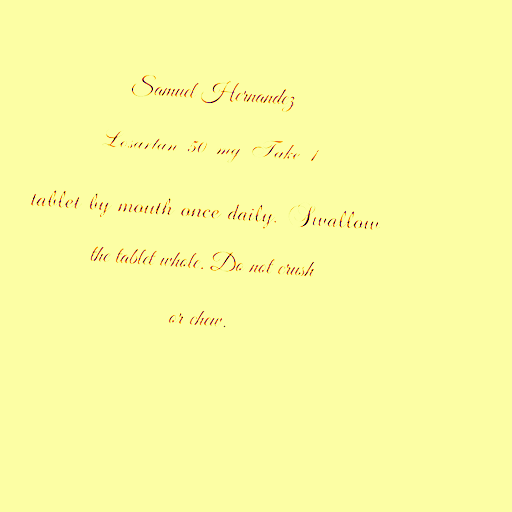 Samuel Hernandez
Losartan 50 mg Take 1
tablet by mouth once daily. Swallow
the tablet whole. Do not crush
or chew.